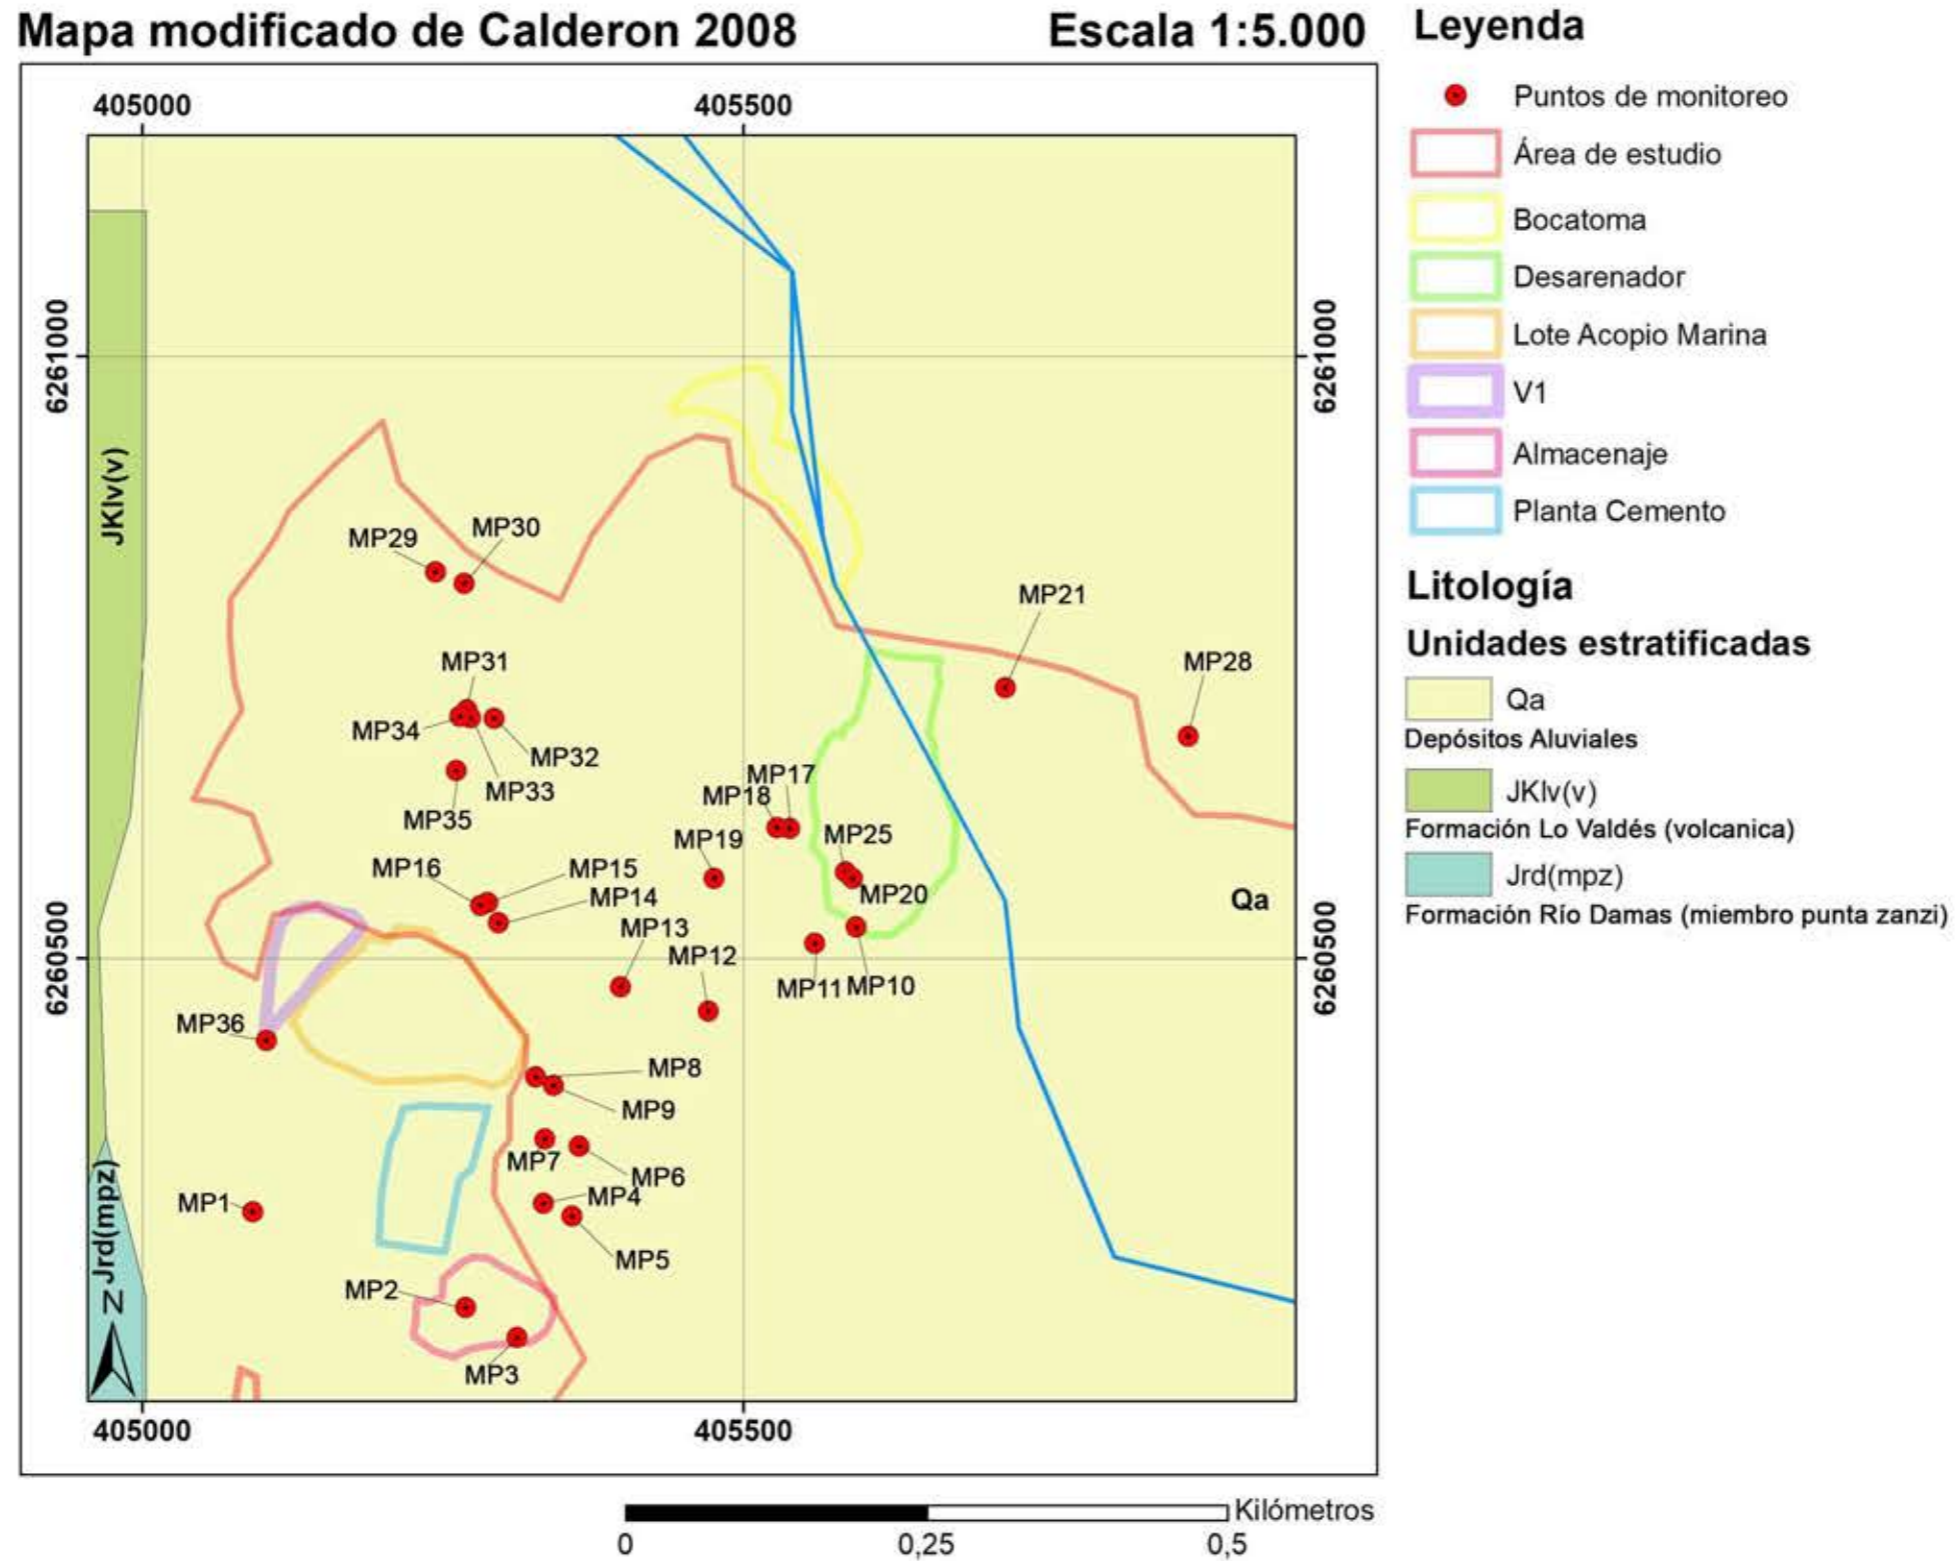 Mapa modificado de Calderon 2008
Escala 1:5.000
405000
405500
6261000
6261000
6260500
6260500
JKlv(v)
Jrd(mpz)
N
Qa
MP29
MP30
MP31
MP34
MP32
MP33
MP35
MP21
MP28
MP17
MP18
MP19
MP25
MP20
MP16
MP15
MP14
MP13
MP12
MP11
MP10
MP36
MP8
MP9
MP7
MP6
MP4
MP5
MP1
MP2
MP3
405000
405500
Kilómetros
0
0,25
0,5
Leyenda
Puntos de monitoreo
Área de estudio
Bocatoma
Desarenador
Lote Acopio Marina
V1
Almacenaje
Planta Cemento
Litología
Unidades estratificadas
Qa
Depósitos Aluviales
JKlv(v)
Formación Lo Valdés (volcanica)
Jrd(mpz)
Formación Río Damas (miembro punta zanzi)